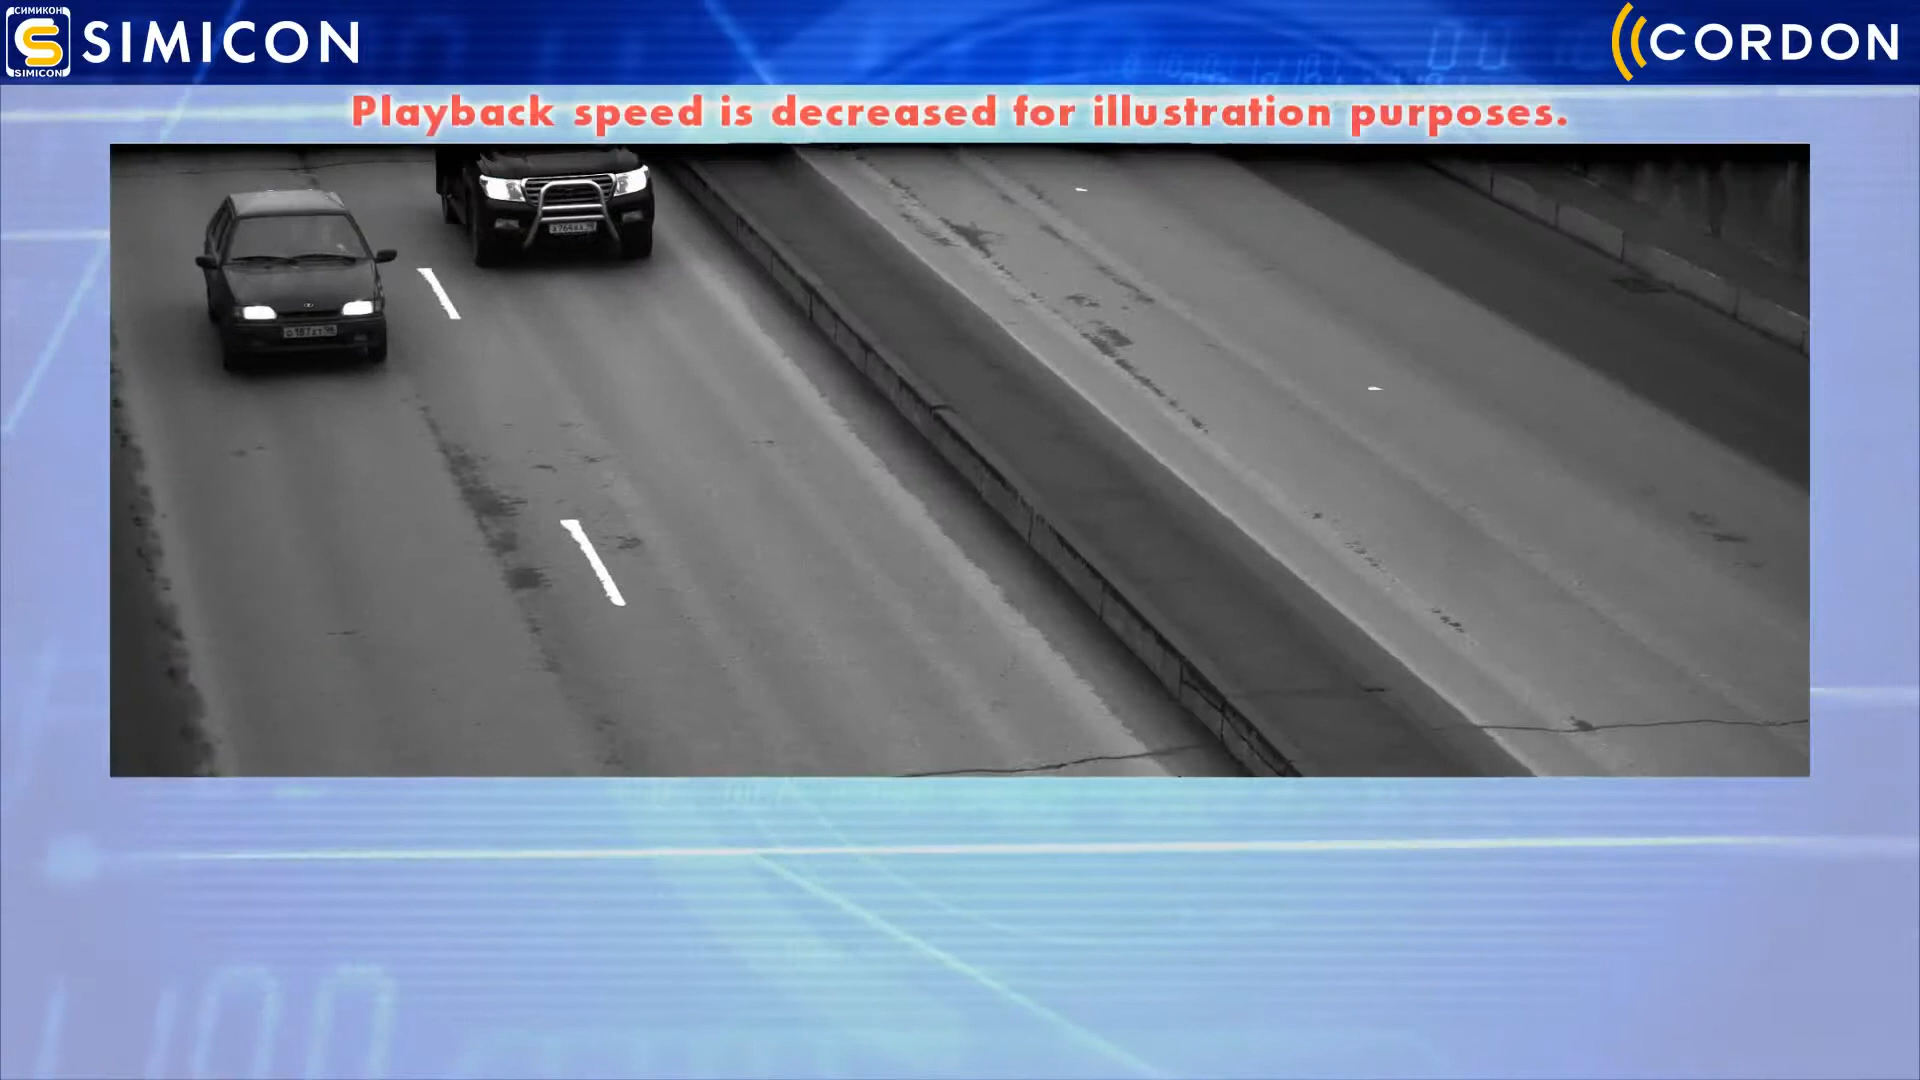 СИМИКОН
SIMICON
SIMICON
CORDON
Playback speed is decreased for illustration purposes.